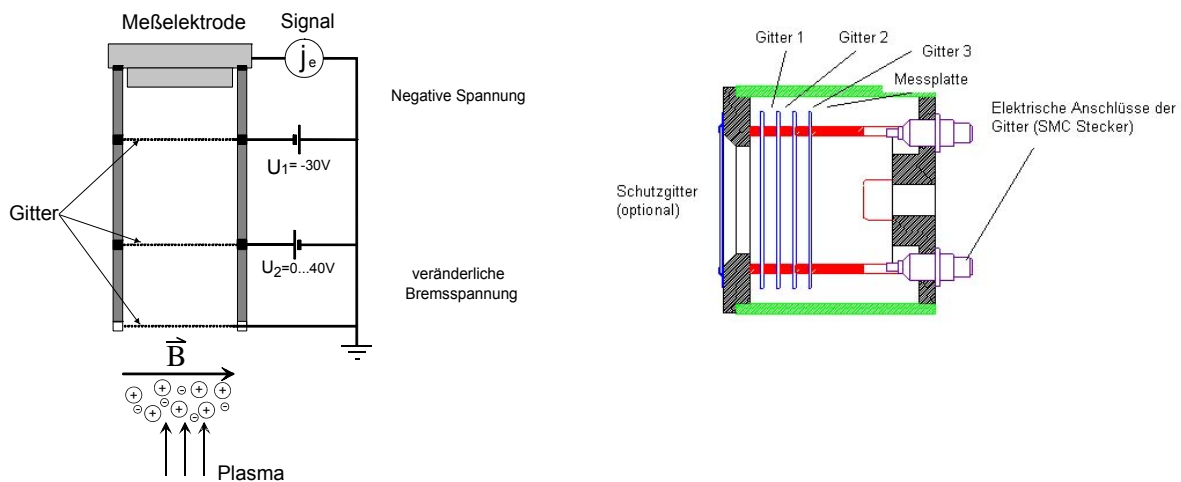 Meßelektrode
Signal
je
Negative Spannung
U1= -30V
Gitter
U2=0...40V
veränderliche
Bremsspannung
B
Plasma
Gitter 1
Gitter 2
Gitter 3
Messplatte
Elektrische Anschlüsse der
Gitter (SMC Stecker)
Schutzgitter
(optional)